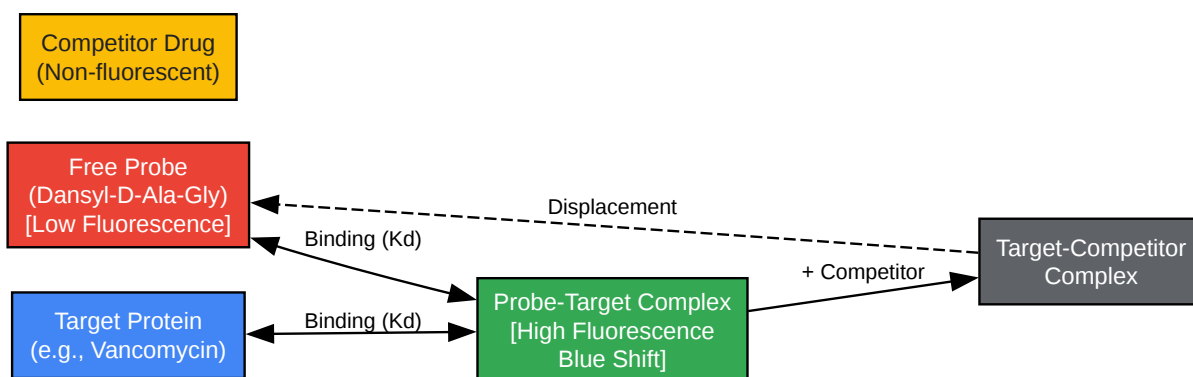 Competitor Drug
(Non-fluorescent)
Free Probe
(Dansyl-D-Ala-Gly)
[Low Fluorescence]
Displacement
Binding (Kd)
+ Competitor
Target-Competitor
Complex
Target Protein
(e.g., Vancomycin)
Binding (Kd)
Probe-Target Complex
[High Fluorescence
Blue Shift]